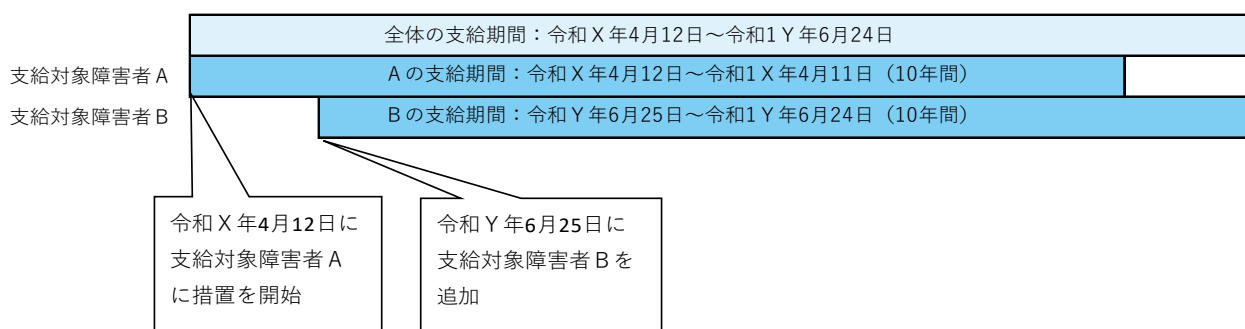 全体の支給期間：令和Ｘ年4月12日～令和1Ｙ年6月24日
支給対象障害者Ａ
Ａの支給期間：令和Ｘ年4月12日～令和1Ｘ年4月11日（10年間）
支給対象障害者Ｂ
Ｂの支給期間：令和Ｙ年6月25日～令和1Ｙ年6月24日（10年間）
令和Ｘ年4月12日に
支給対象障害者Ａ
に措置を開始
令和Ｙ年6月25日に
支給対象障害者Ｂを
追加